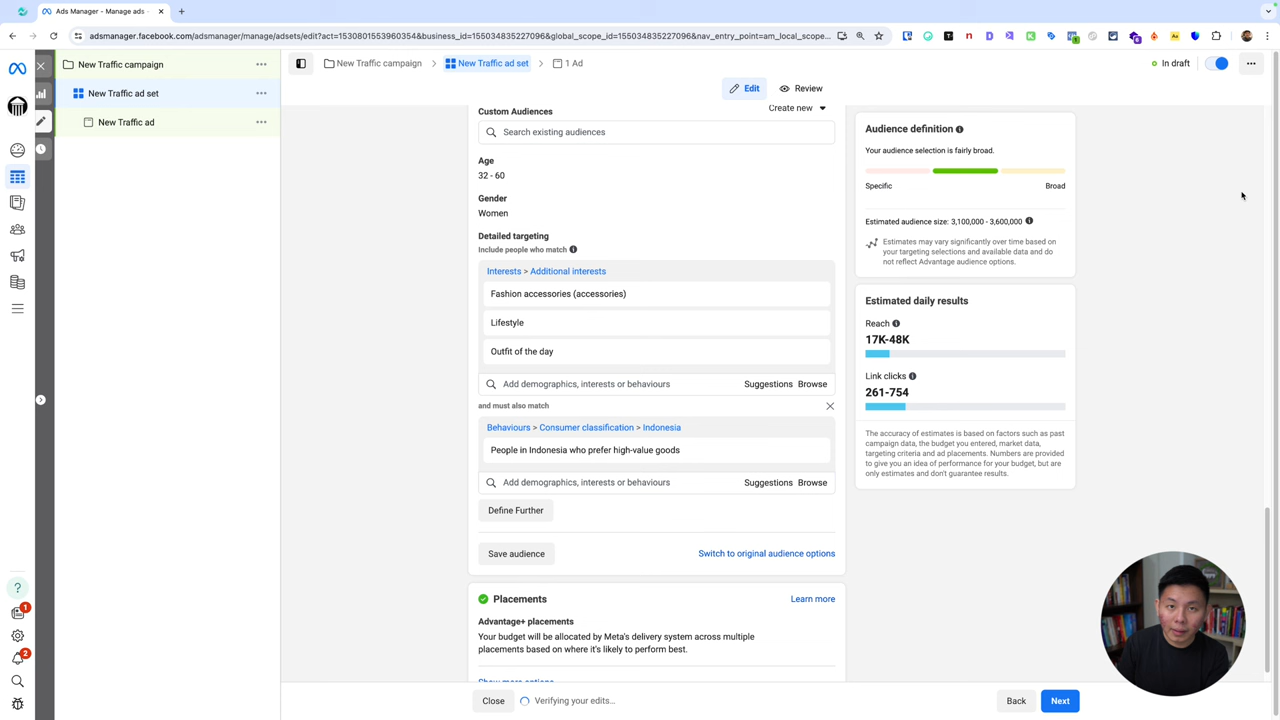 Ads Manager - Manage ads -
adsmanager.facebook.com/adsmanager/manage/adsets/edit?act=1530801553960354&business_id=155034835227096&global_scope_id=155034835227096&nav_entry_point=am_local_scope...
New Traffic campaign
New Traffic ad set
New Traffic ad
New Traffic campaign
New Traffic ad set
1 Ad
In draft
Edit
Review
Custom Audiences
Create new
Search existing audiences
Age
32 - 60
Gender
Women
Detailed targeting
Include people who match
Interests > Additional interests
Fashion accessories (accessories)
Lifestyle
Outfit of the day
Add demographics, interests or behaviours
Suggestions
Browse
and must also match
Behaviours > Consumer classification > Indonesia
People in Indonesia who prefer high-value goods
Add demographics, interests or behaviours
Suggestions
Browse
Define Further
Save audience
Switch to original audience options
Placements
Learn more
Advantage+ placements
Your budget will be allocated by Meta's delivery system across multiple
placements based on where it's likely to perform best.
Show more options
Close
Verifying your edits...
Back
Next
Audience definition
Your audience selection is fairly broad.
Specific
Broad
Estimated audience size: 3,100,000 - 3,600,000
Estimates may vary significantly over time based on
your targeting selections and available data and do
not reflect Advantage audience options.
Estimated daily results
Reach
17K-48K
Link clicks
261-754
The accuracy of estimates is based on factors such as past
campaign data, the budget you entered, market data,
targeting criteria and ad placements. Numbers are provided
to give you an idea of performance for your budget, but are
only estimates and don't guarantee results.
1
2